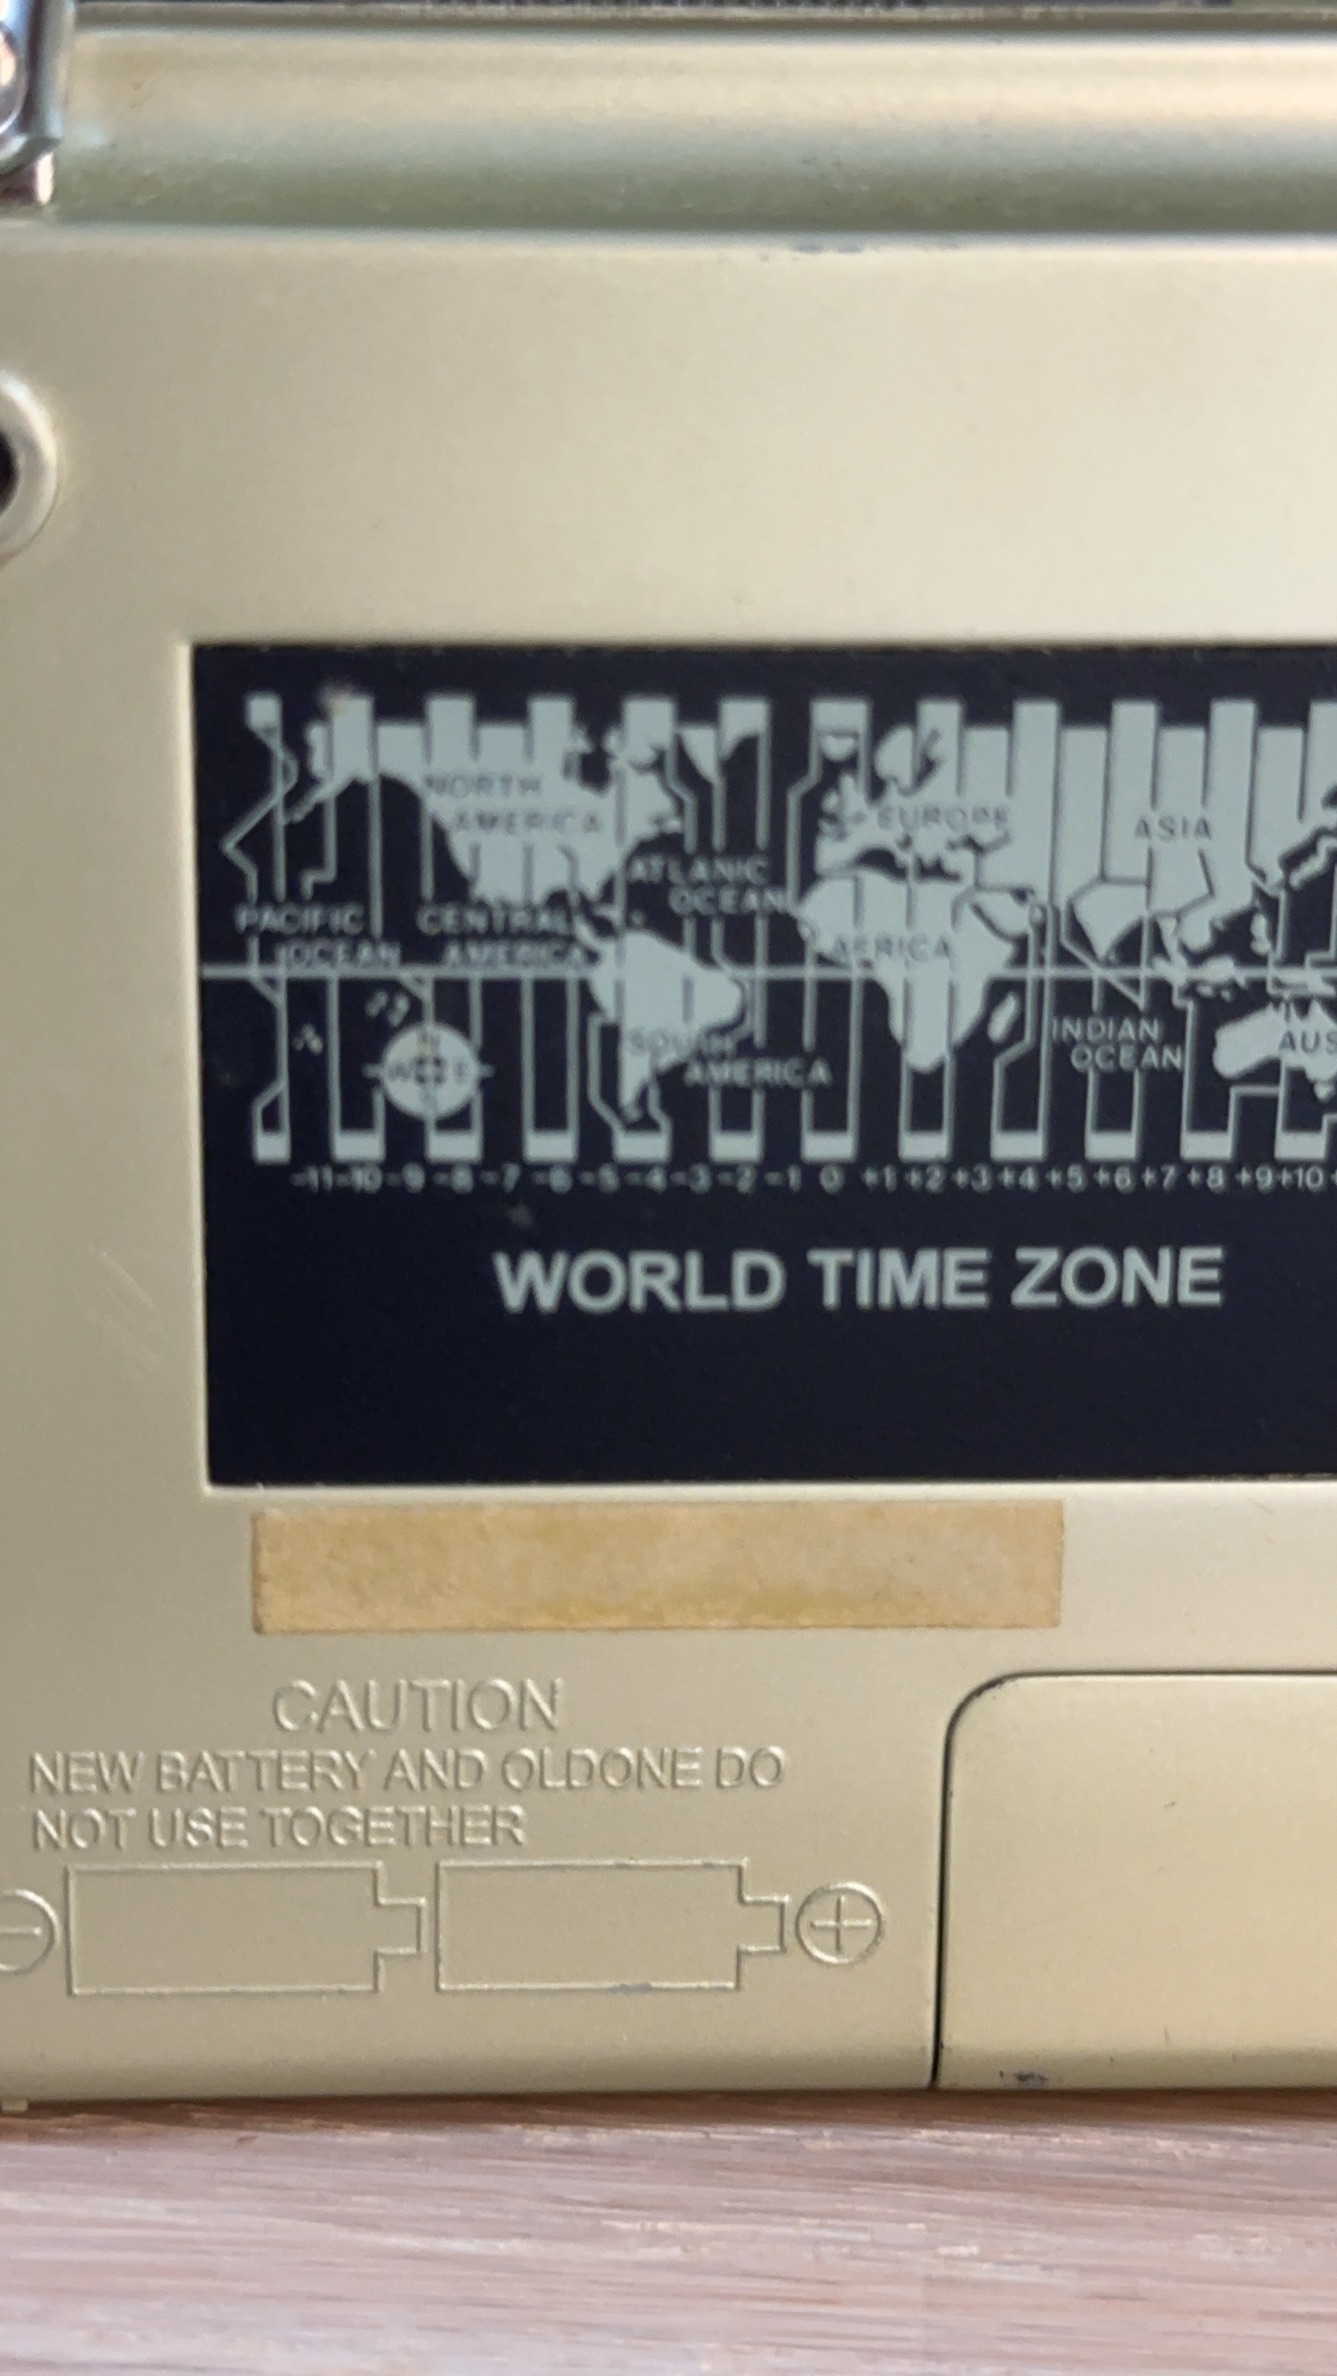 NORTH
AMERICA
EUROPE
ASIA
ATLANIC
OCEAN
PACIFIC
OCEAN
CENTRAL
AMERICA
AFRICA
SOUTH
AMERICA
INDIAN
OCEAN
AUS
N
W E
S
-11 -10 -9 -8 -7 -6 -5 -4 -3 -2 -1 0 +1 +2 +3 +4 +5 +6 +7 +8 +9 +10
WORLD TIME ZONE
CAUTION
NEW BATTERY AND OLDONE DO
NOT USE TOGETHER
- +